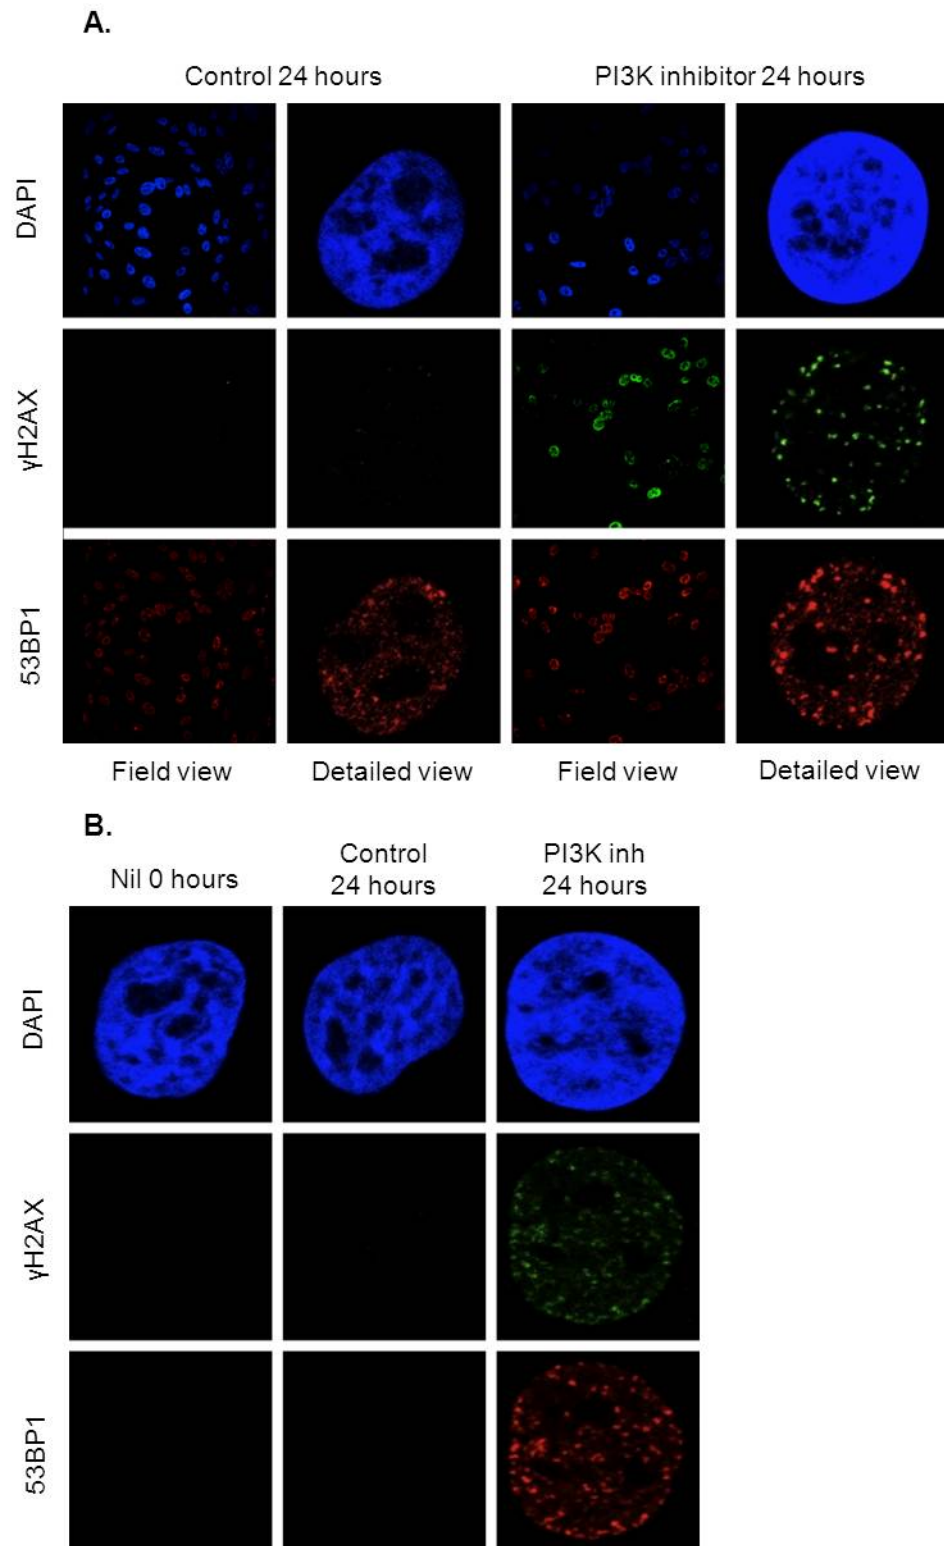 A.
Control 24 hours
PI3K inhibitor 24 hours
DAPI
γH2AX
53BP1
Field view
Detailed view
Field view
Detailed view
B.
Nil 0 hours
Control
24 hours
PI3K inh
24 hours
DAPI
γH2AX
53BP1